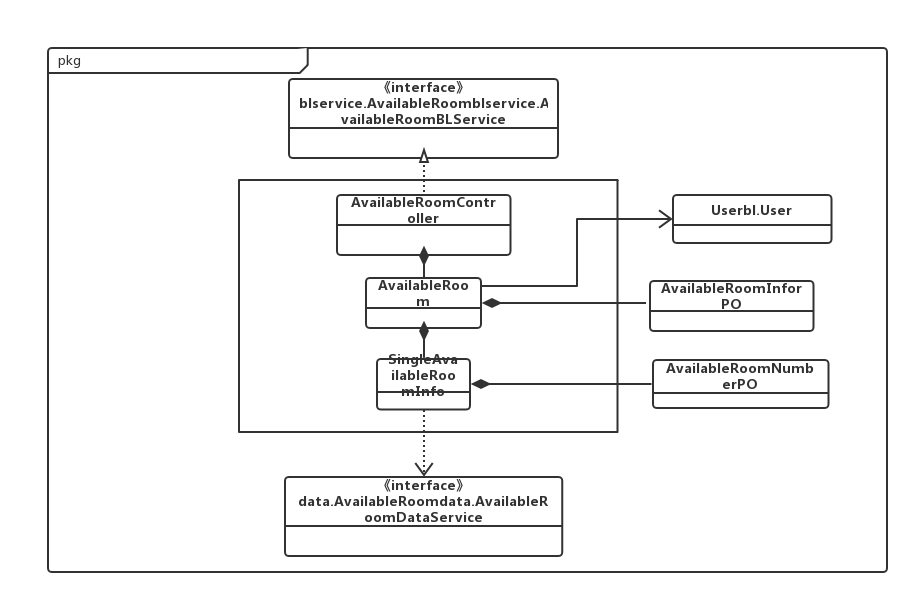 pkg
《interface》
blservice.AvailableRoomblservice.A
vailableRoomBLService
AvailableRoomContr
oller
Userbl.User
AvailableRoo
m
AvailableRoomInfor
PO
SingleAva
ilableRoo
mInfo
AvailableRoomNumb
erPO
《interface》
data.AvailableRoomdata.AvailableR
oomDataService